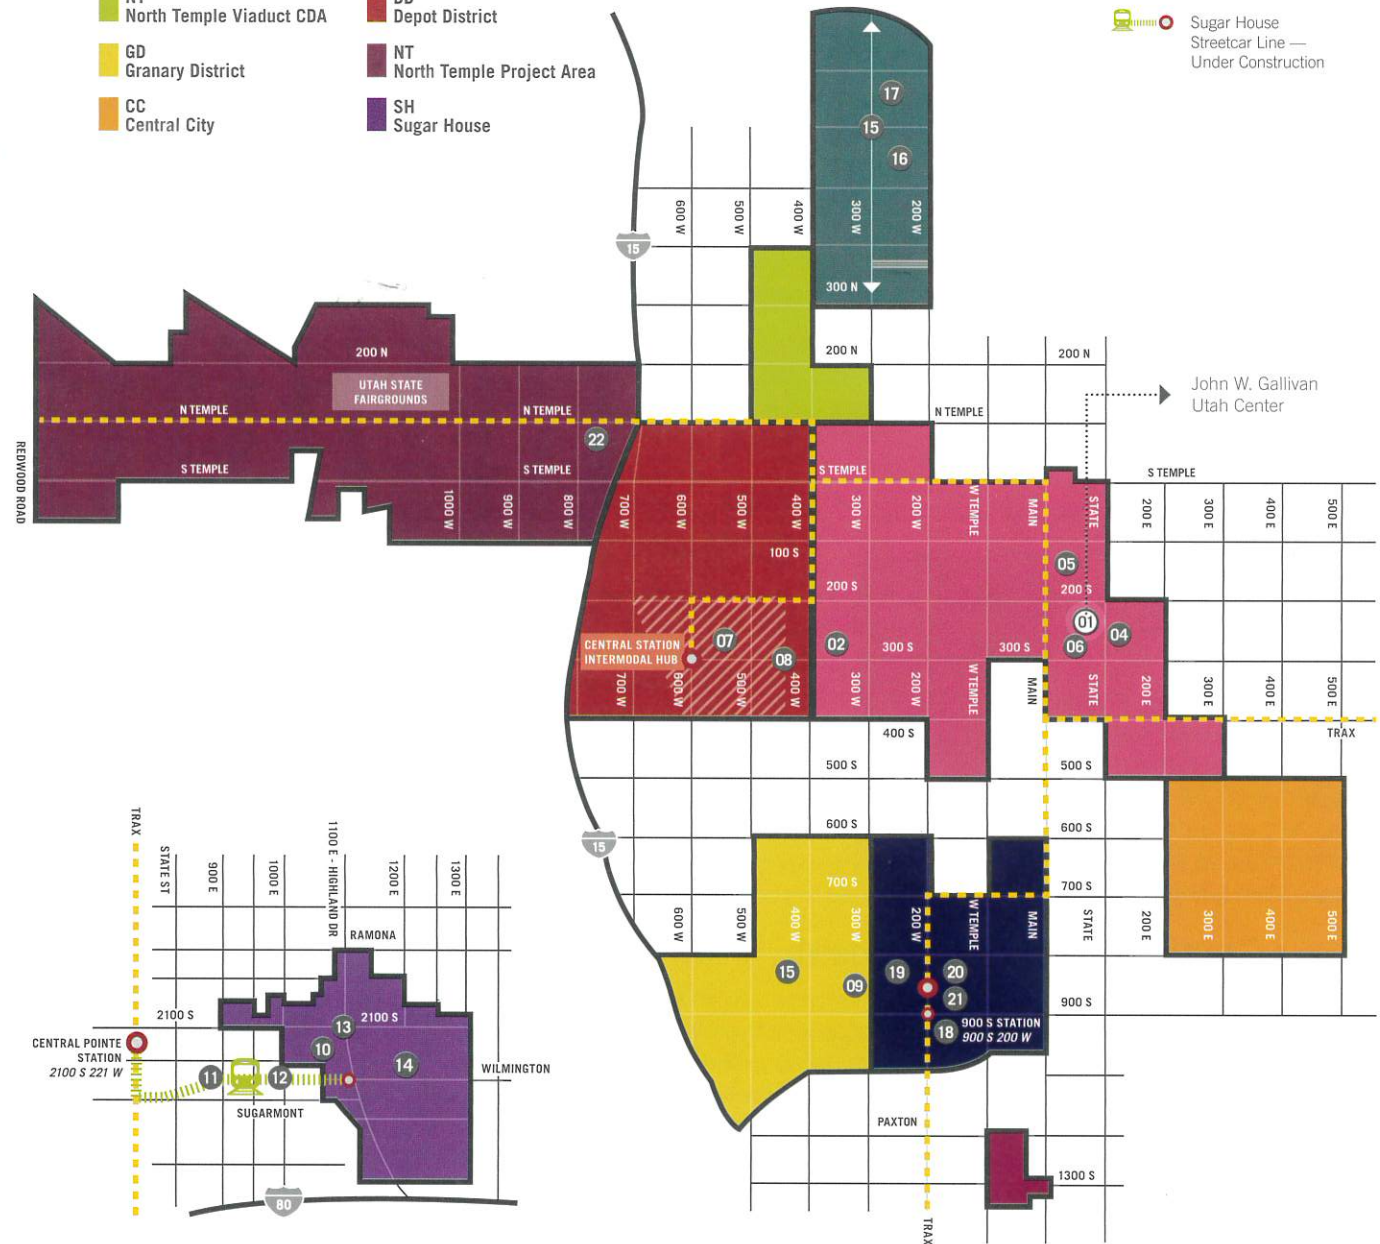 North Temple Viaduct CDA
Depot District
GD
Granary District
NT
North Temple Project Area
CC
Central City
SH
Sugar House
Sugar House
Streetcar Line —
Under Construction
17
15
16
600 W
500 W
400 W
300 W
200 W
15
300 N
200 N
200 N
200 N
UTAH STATE
FAIRGROUNDS
John W. Gallivan
Utah Center
N TEMPLE
N TEMPLE
N TEMPLE
22
REDWOOD ROAD
S TEMPLE
S TEMPLE
S TEMPLE
S TEMPLE
1000 W
900 W
800 W
700 W
600 W
500 W
400 W
300 W
200 W
W TEMPLE
MAIN
STATE
200 E
300 E
400 E
500 E
100 S
05
200 S
200 S
01
04
06
CENTRAL STATION
INTERMODAL HUB
07
08
02
300 S
300 S
700 W
600 W
500 W
400 W
300 W
200 W
W TEMPLE
MAIN
STATE
200 E
300 E
400 E
500 E
400 S
TRAX
500 S
500 S
600 S
600 S
15
700 S
700 S
600 W
500 W
400 W
300 W
200 W
W TEMPLE
MAIN
STATE
200 E
300 E
400 E
500 E
15
09
19
20
21
18
900 S STATION
900 S 200 W
900 S
PAXTON
1300 S
TRAX
TRAX
STATE ST
900 E
1000 E
1100 E - HIGHLAND DR
1200 E
1300 E
RAMONA
2100 S
2100 S
13
10
14
CENTRAL POINTE
STATION
2100 S 221 W
11
12
WILMINGTON
SUGARMONT
80